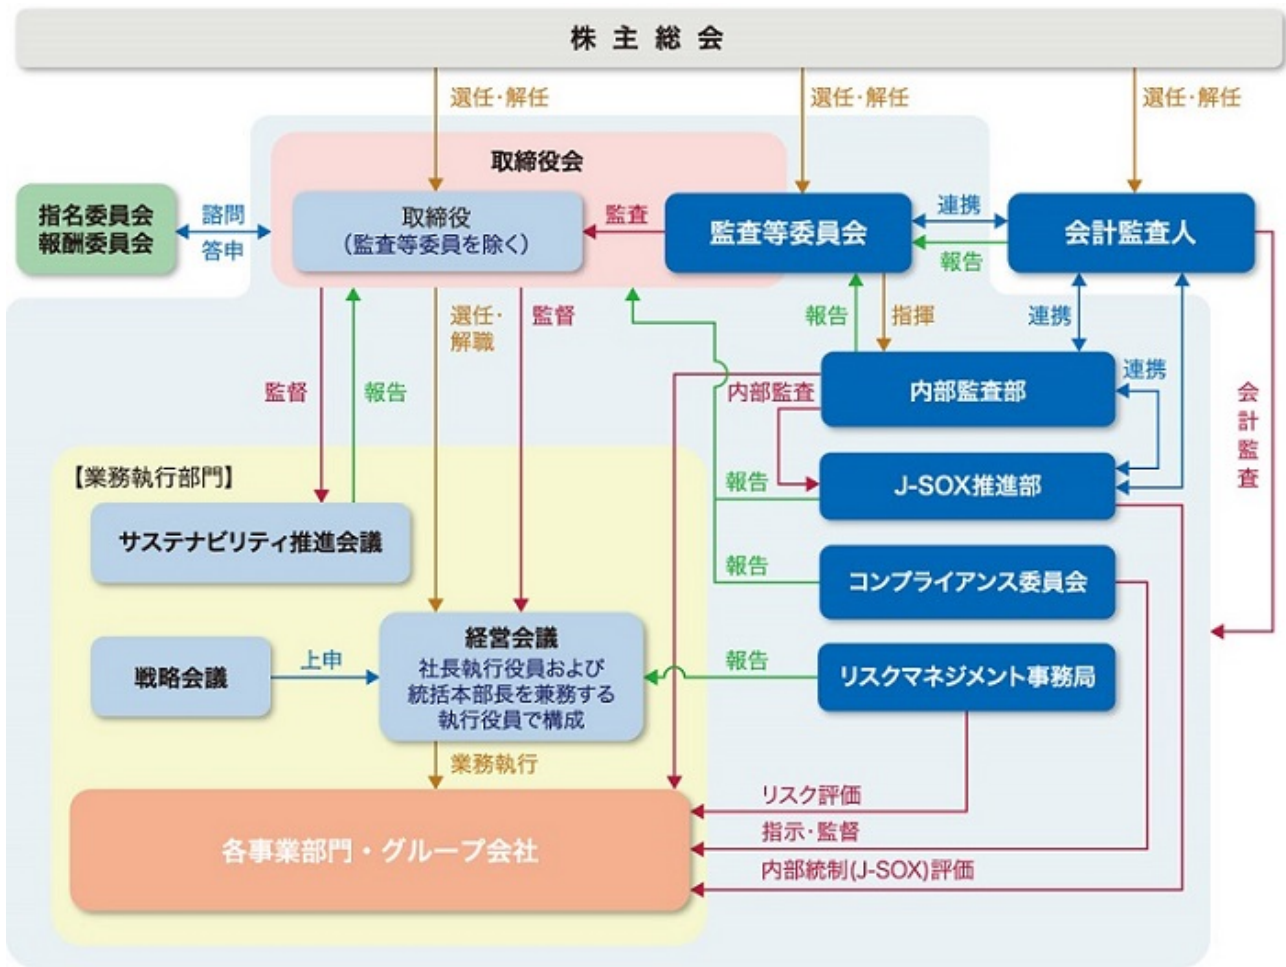 株主総会
選任・解任
選任・解任
選任・解任
取締役会
指名委員会
報酬委員会
諮問
答申
取締役
（監査等委員を除く）
監査
監査等委員会
連携
報告
会計監査人
監督
報告
選任・
解職
監督
報告
指揮
連携
内部監査
内部監査部
連携
会計監査
【業務執行部門】
サステナビリティ推進会議
報告
J-SOX推進部
報告
コンプライアンス委員会
戦略会議
上申
経営会議
社長執行役員および
統括本部長を兼務する
執行役員で構成
報告
リスクマネジメント事務局
業務執行
各事業部門・グループ会社
リスク評価
指示・監督
内部統制(J-SOX)評価